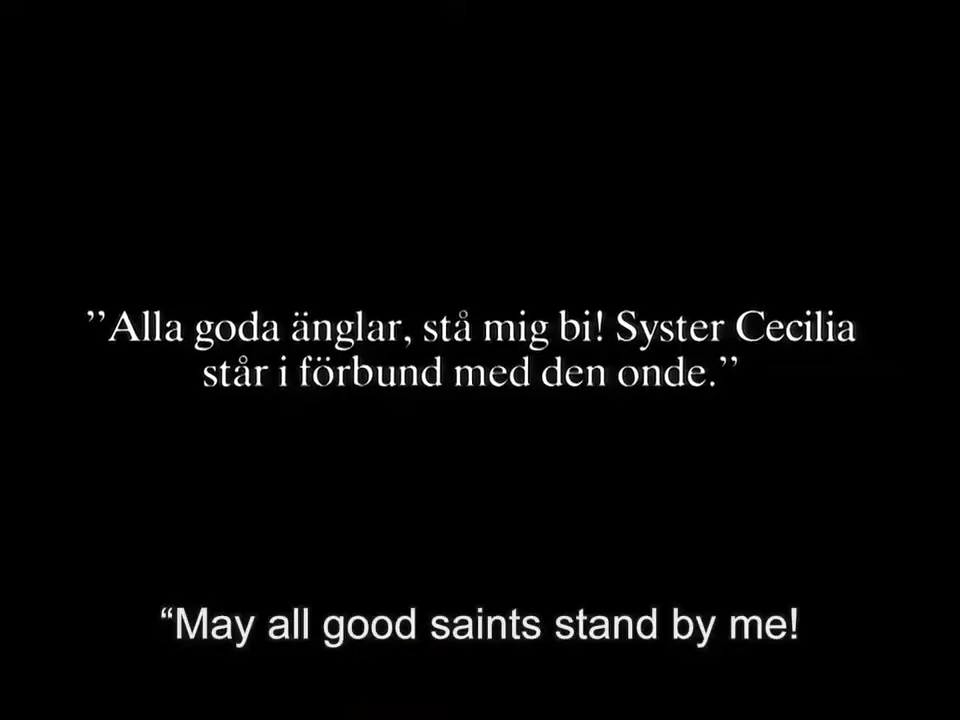 ”Alla goda änglar, stå mig bi! Syster Cecilia
står i förbund med den onde.”
“May all good saints stand by me!